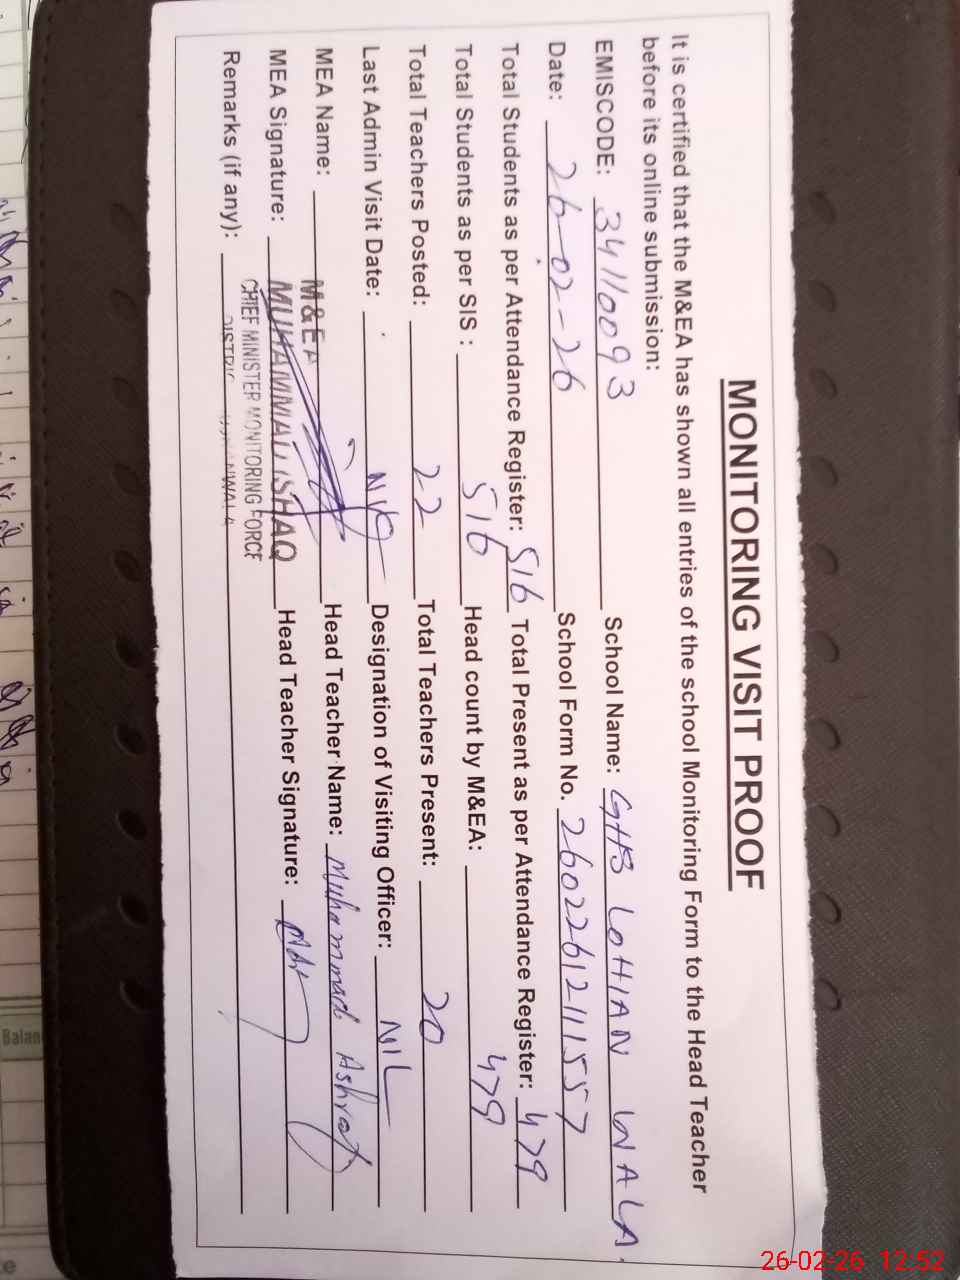 MONITORING VISIT PROOF
It is certified that the M&EA has shown all entries of the school Monitoring Form to the Head Teacher
before its online submission:
EMISCODE: 34110093 School Name: GHS LOHIAN WALA.
Date: 26-02-26 School Form No. 260226121157
Total Students as per Attendance Register: 516 Total Present as per Attendance Register: 479
Total Students as per SIS : 516 Head count by M&EA: 479
Total Teachers Posted: 22 Total Teachers Present: 20
Last Admin Visit Date: NIL Designation of Visiting Officer: NIL
MEA Name: Head Teacher Name: Muhammad Ashraf
M&EA
MEA Signature: MUHAMMAD ISHAQ Head Teacher Signature:
CHIEF MINISTER MONITORING FORCE
Remarks (if any):
Balan
26-02-26 12:52